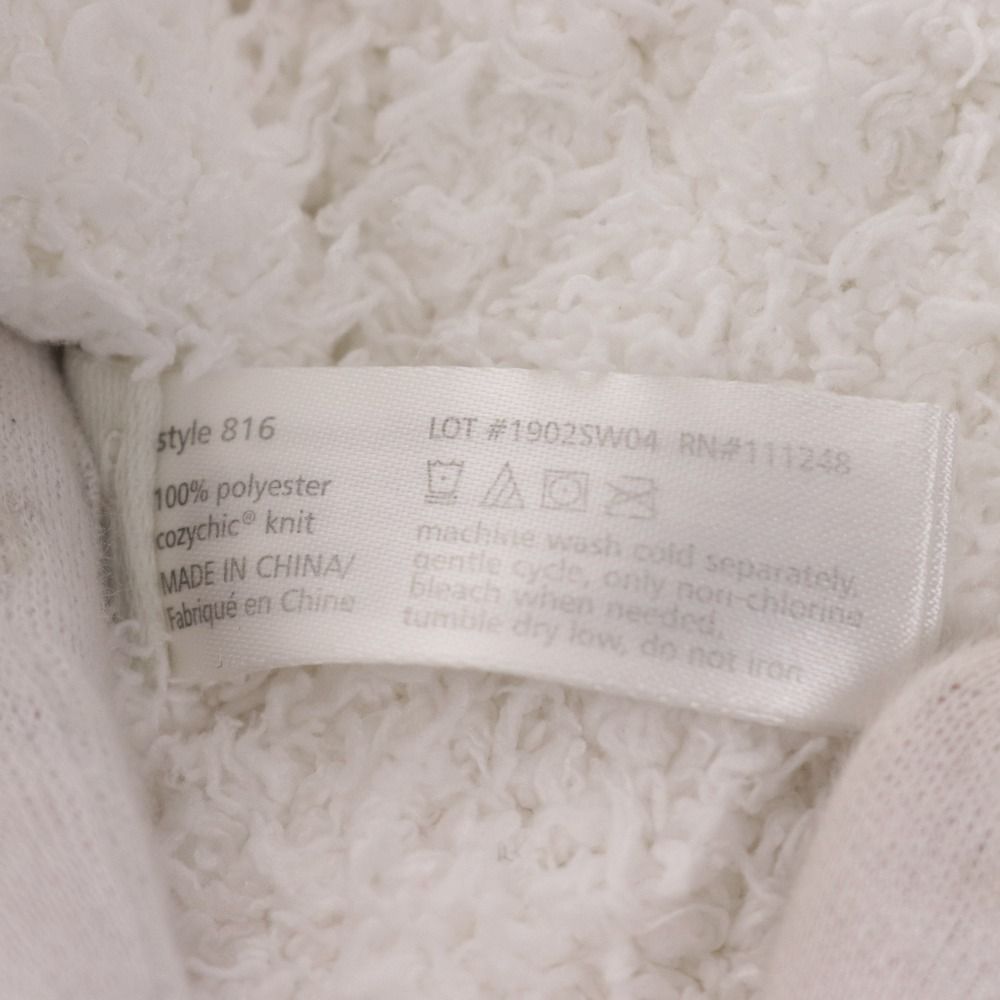 style 816
100% polyester
cozychic® knit
MADE IN CHINA/
Fabriqué en Chine
LOT #1902SW04 RN#111248
machine wash cold separately,
gentle cycle, only non-chlorine
bleach when needed,
tumble dry low, do not iron